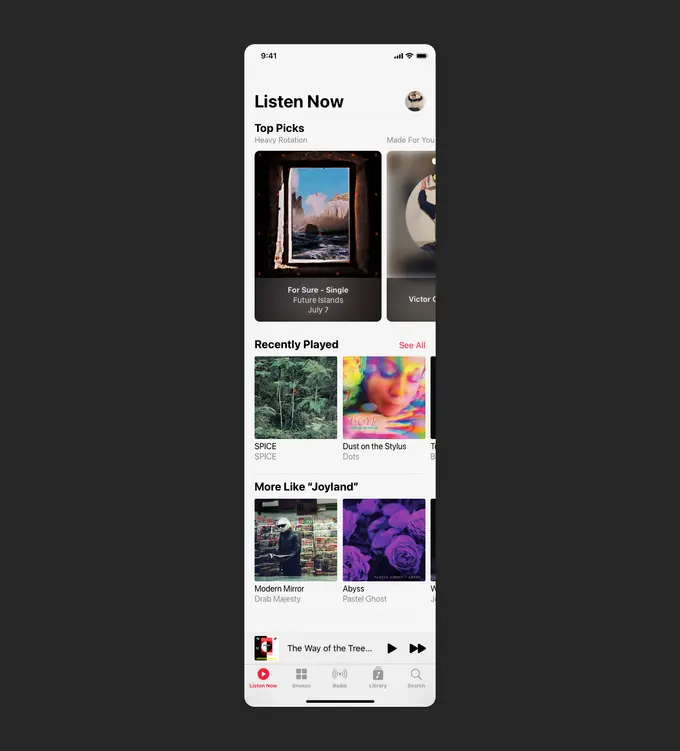 9:41
Listen Now
Top Picks
Heavy Rotation
Made For You
For Sure - Single
Future Islands
July 7
Victor
Recently Played
See All
SPICE
SPICE
Dust on the Stylus
Dots
More Like “Joyland”
Modern Mirror
Drab Majesty
Abyss
Pastel Ghost
The Way of the Tree...
Listen Now
Browse
Radio
Library
Search